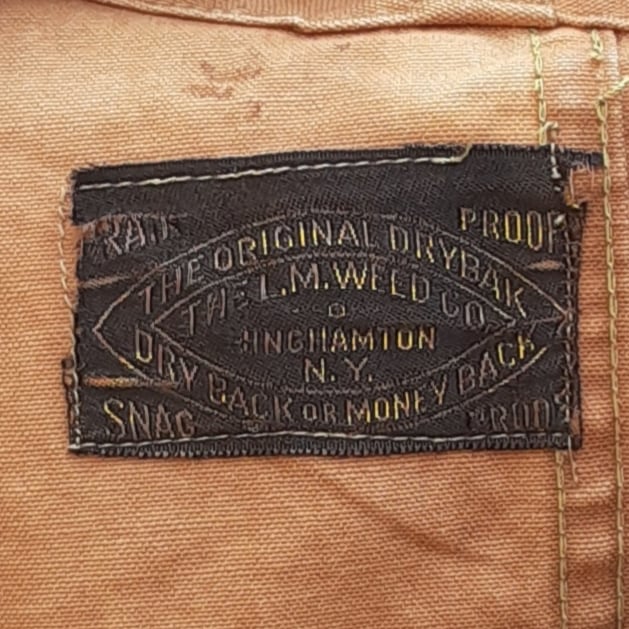 RAIN PROOF
THE ORIGINAL DRYBAK
THE L.M. WELD CO
BINGHAMTON
N.Y.
DRY BACK OR MONEY BACK
SNAG PROOF